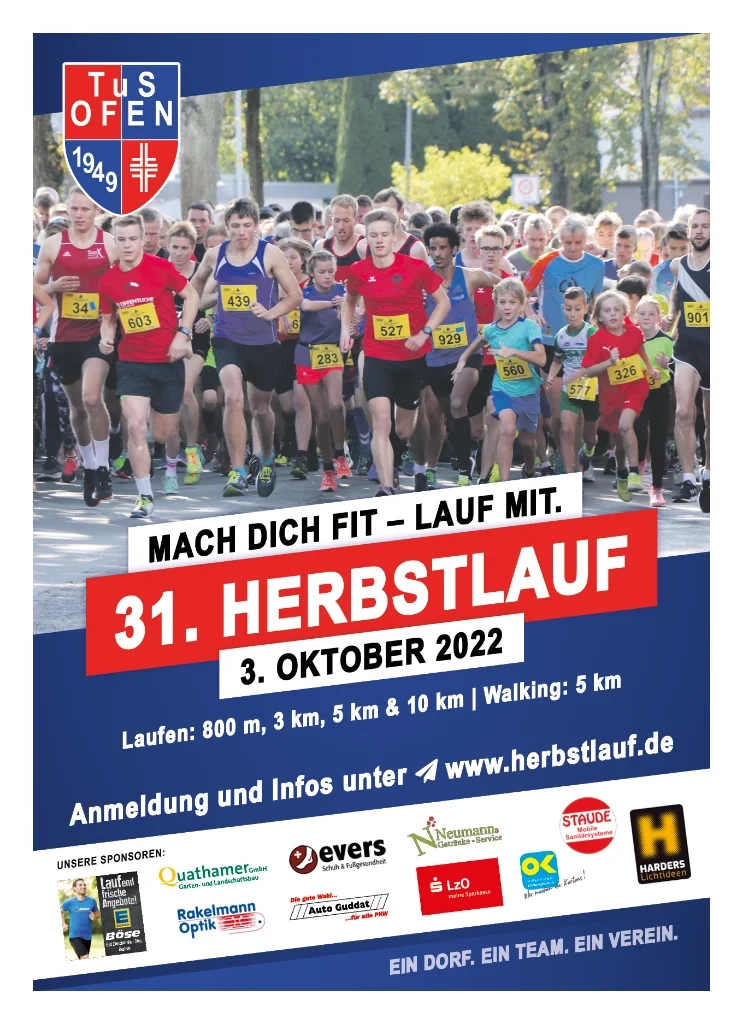 TuS
OFEN
1949
34
603
439
283
527
929
560
577
326
901
MACH DICH FIT – LAUF MIT.
31. HERBSTLAUF
3. OKTOBER 2022
Laufen: 800 m, 3 km, 5 km & 10 km | Walking: 5 km
Anmeldung und Infos unter www.herbstlauf.de
UNSERE SPONSOREN:
Laufend
frische
Angebote!
E
Böse
Quathamer GmbH
Garten- und Landschaftsbau
Rakelmann
Optik
evers
Schuh & Fußgesundheit
Die gute Wahl...
Auto Guddat
...für alle PKW
Neumann
Getränke - Service
LzO
meine Sparkasse
STAUDE
Mobile
Sanitärsysteme
H
HARDERS
Lichtideen
EIN DORF. EIN TEAM. EIN VEREIN.